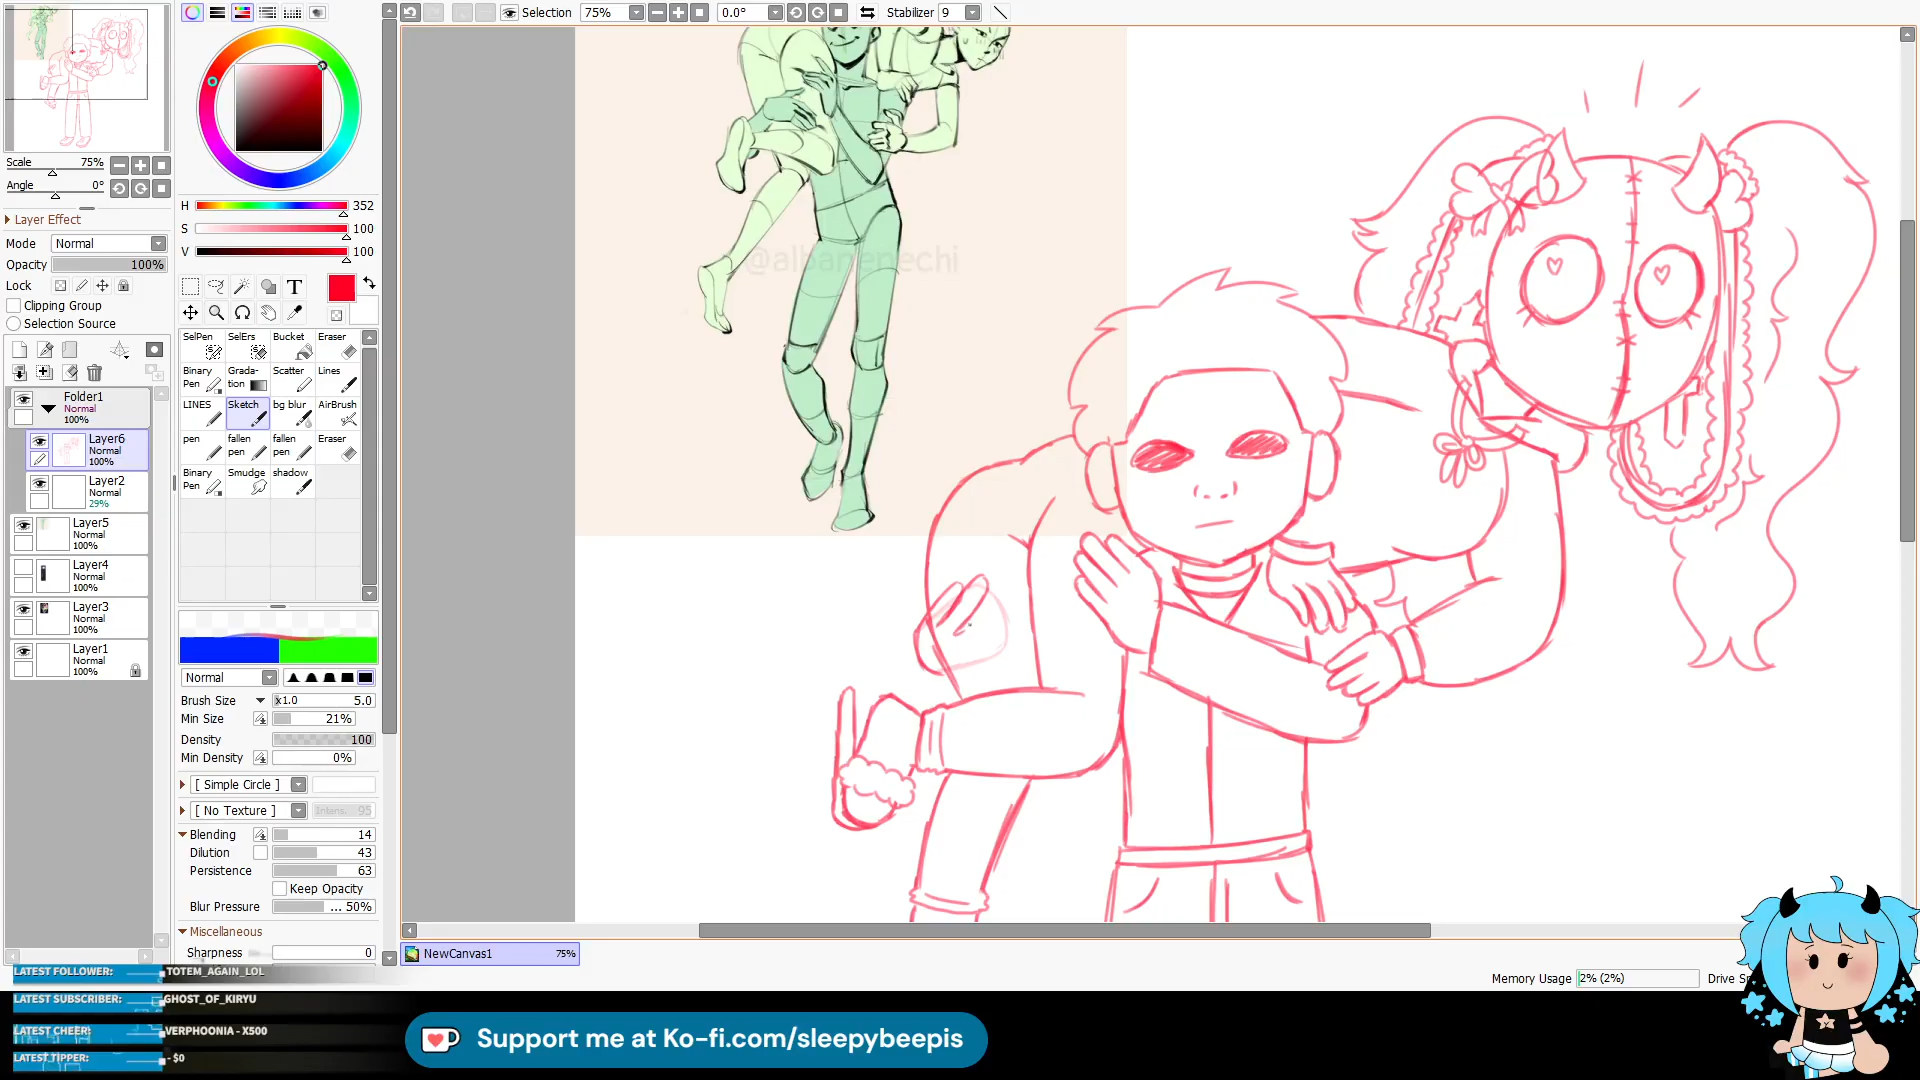 Selection 75% 0.0° Stabilizer 9
Scale 75%
Angle 0°
Layer Effect
Mode Normal
Opacity 100%
Lock
Clipping Group
Selection Source
Folder1
Normal
100%
Layer6
Normal
100%
Layer2
Normal
29%
Layer5
Normal
100%
Layer4
Normal
100%
Layer3
Normal
100%
Layer1
Normal
100%
H 352
S 100
V 100
T
SelPen SelErs Bucket Eraser
Binary Pen Grada-tion Scatter Lines
LINES Sketch bg blur AirBrush
pen fallen pen fallen pen Eraser
Binary Pen Smudge shadow
Normal
Brush Size x1.0 5.0
Min Size 21%
Density 100
Min Density 0%
[ Simple Circle ]
[ No Texture ] Intens. 95
Blending 14
Dilution 43
Persistence 63
Keep Opacity
Blur Pressure ... 50%
Miscellaneous
Sharpness 0
@albanepechi
NewCanvas1 75%
Memory Usage 2% (2%)
LATEST FOLLOWER: TOTEM_AGAIN_LOL
LATEST SUBSCRIBER: GHOST_OF_KIRYU
LATEST CHEER: VERPHOONIA - X500
LATEST TIPPER: - $0
Support me at Ko-fi.com/sleepybeepis